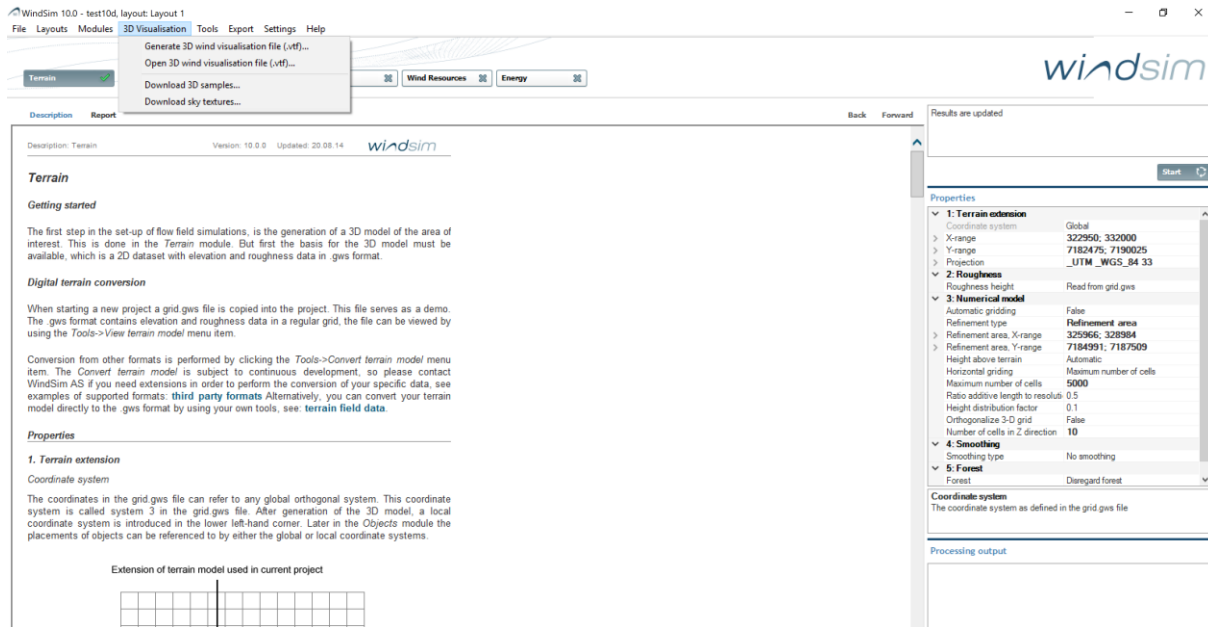 WindSim 10.0 - test10d, layout: Layout 1
File Layouts Modules 3D Visualisation Tools Export Settings Help
Generate 3D wind visualisation file (.vtf)...
Open 3D wind visualisation file (.vtf)...
Download 3D samples...
Download sky textures...
Terrain
Wind Resources
Energy
windsim
Description Report
Back Forward
Description: Terrain Version: 10.0.0 Updated: 20.08.14 windsim
Terrain
Getting started
The first step in the set-up of flow field simulations, is the generation of a 3D model of the area of
interest. This is done in the Terrain module. But first the basis for the 3D model must be
available, which is a 2D dataset with elevation and roughness data in .gws format.
Digital terrain conversion
When starting a new project a grid.gws file is copied into the project. This file serves as a demo.
The .gws format contains elevation and roughness data in a regular grid, the file can be viewed by
using the Tools->View terrain model menu item.
Conversion from other formats is performed by clicking the Tools->Convert terrain model menu
item. The Convert terrain model is subject to continuous development, so please contact
WindSim AS if you need extensions in order to perform the conversion of your specific data, see
examples of supported formats: third party formats Alternatively, you can convert your terrain
model directly to the .gws format by using your own tools, see: terrain field data.
Properties
1. Terrain extension
Coordinate system
The coordinates in the grid.gws file can refer to any global orthogonal system. This coordinate
system is called system 3 in the grid.gws file. After generation of the 3D model, a local
coordinate system is introduced in the lower left-hand corner. Later in the Objects module the
placements of objects can be referenced to by either the global or local coordinate systems.
Extension of terrain model used in current project
Results are updated
Start
Properties
1: Terrain extension
Coordinate system Global
X-range 322950; 332000
Y-range 7182475; 7190025
Projection _UTM _WGS_84 33
2: Roughness
Roughness height Read from grid.gws
3: Numerical model
Automatic gridding False
Refinement type Refinement area
Refinement area, X-range 325966; 328984
Refinement area, Y-range 7184991; 7187509
Height above terrain Automatic
Horizontal griding Maximum number of cells
Maximum number of cells 5000
Ratio additive length to resoluti 0.5
Height distribution factor 0.1
Orthogonalize 3-D grid False
Number of cells in Z direction 10
4: Smoothing
Smoothing type No smoothing
5: Forest
Forest Disregard forest
Coordinate system
The coordinate system as defined in the grid.gws file
Processing output